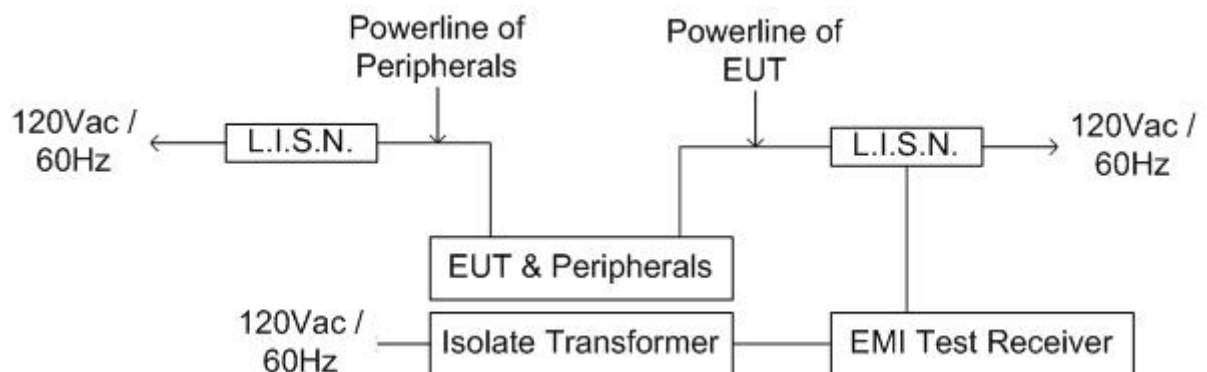 Powerline of
Peripherals
Powerline of
EUT
120Vac /
60Hz
L.I.S.N.
L.I.S.N.
120Vac /
60Hz
EUT & Peripherals
120Vac /
60Hz
Isolate Transformer
EMI Test Receiver